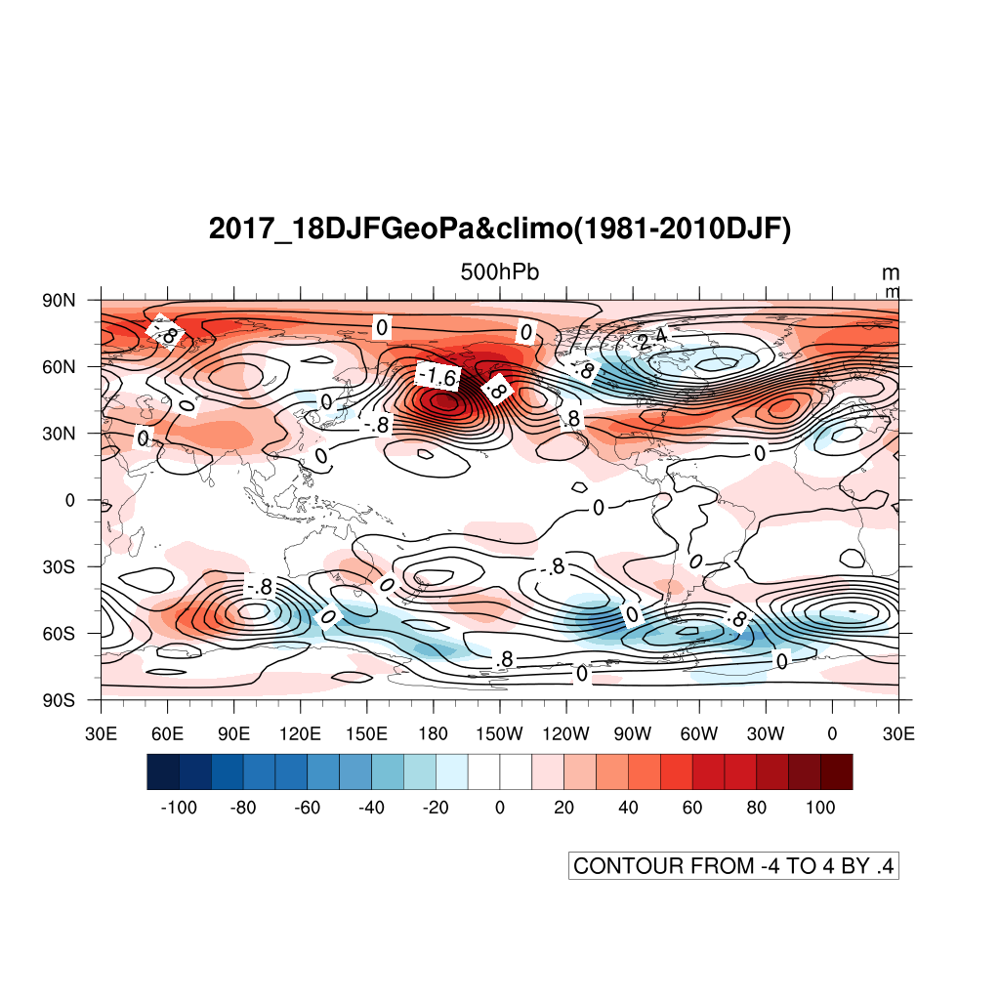 2017_18DJFGeoPa&climo(1981-2010DJF)
500hPb
m
m
90N
60N
30N
0
30S
60S
90S
-.8
0
0
-2.4
-1.6
.8
-.8
0
0
-.8
.8
0
0
0
0
-.8
0
-.8
0
0
0
-.8
.8
0
0
30E 60E 90E 120E 150E 180 150W 120W 90W 60W 30W 0 30E
-100 -80 -60 -40 -20 0 20 40 60 80 100
CONTOUR FROM -4 TO 4 BY .4